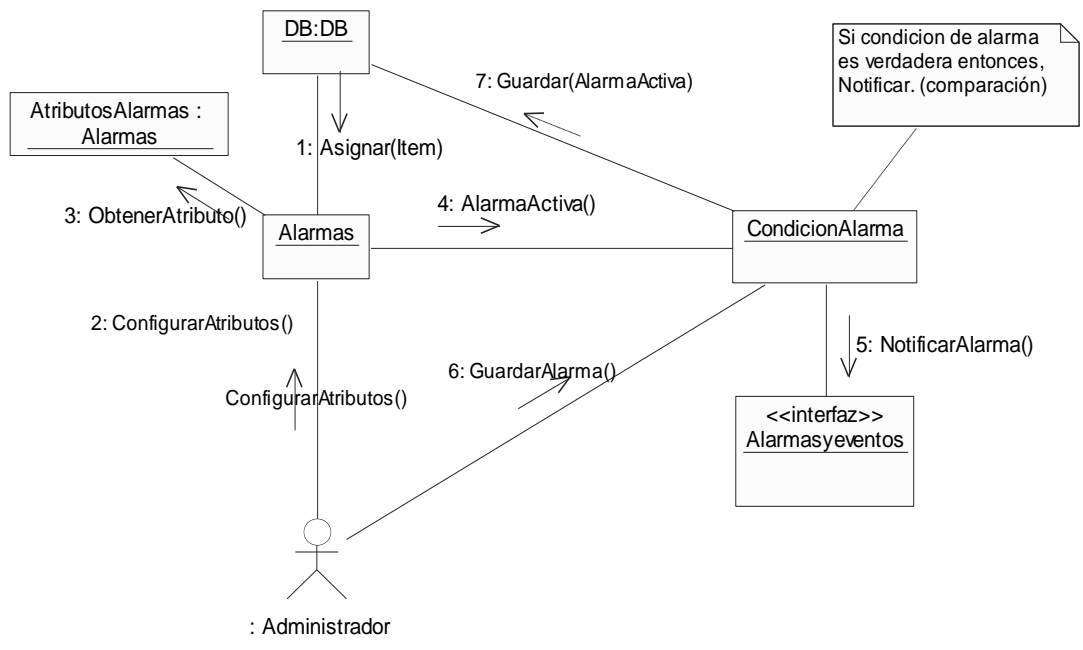 DB:DB
Si condicion de alarma
es verdadera entonces,
Notificar. (comparación)
7: Guardar(AlarmaActiva)
AtributosAlarmas :
Alarmas
1: Asignar(Item)
3: ObtenerAtributo()
4: AlarmaActiva()
Alarmas
CondicionAlarma
2: ConfigurarAtributos()
5: NotificarAlarma()
6: GuardarAlarma()
ConfigurarAtributos()
<<interfaz>>
Alarmasyeventos
: Administrador